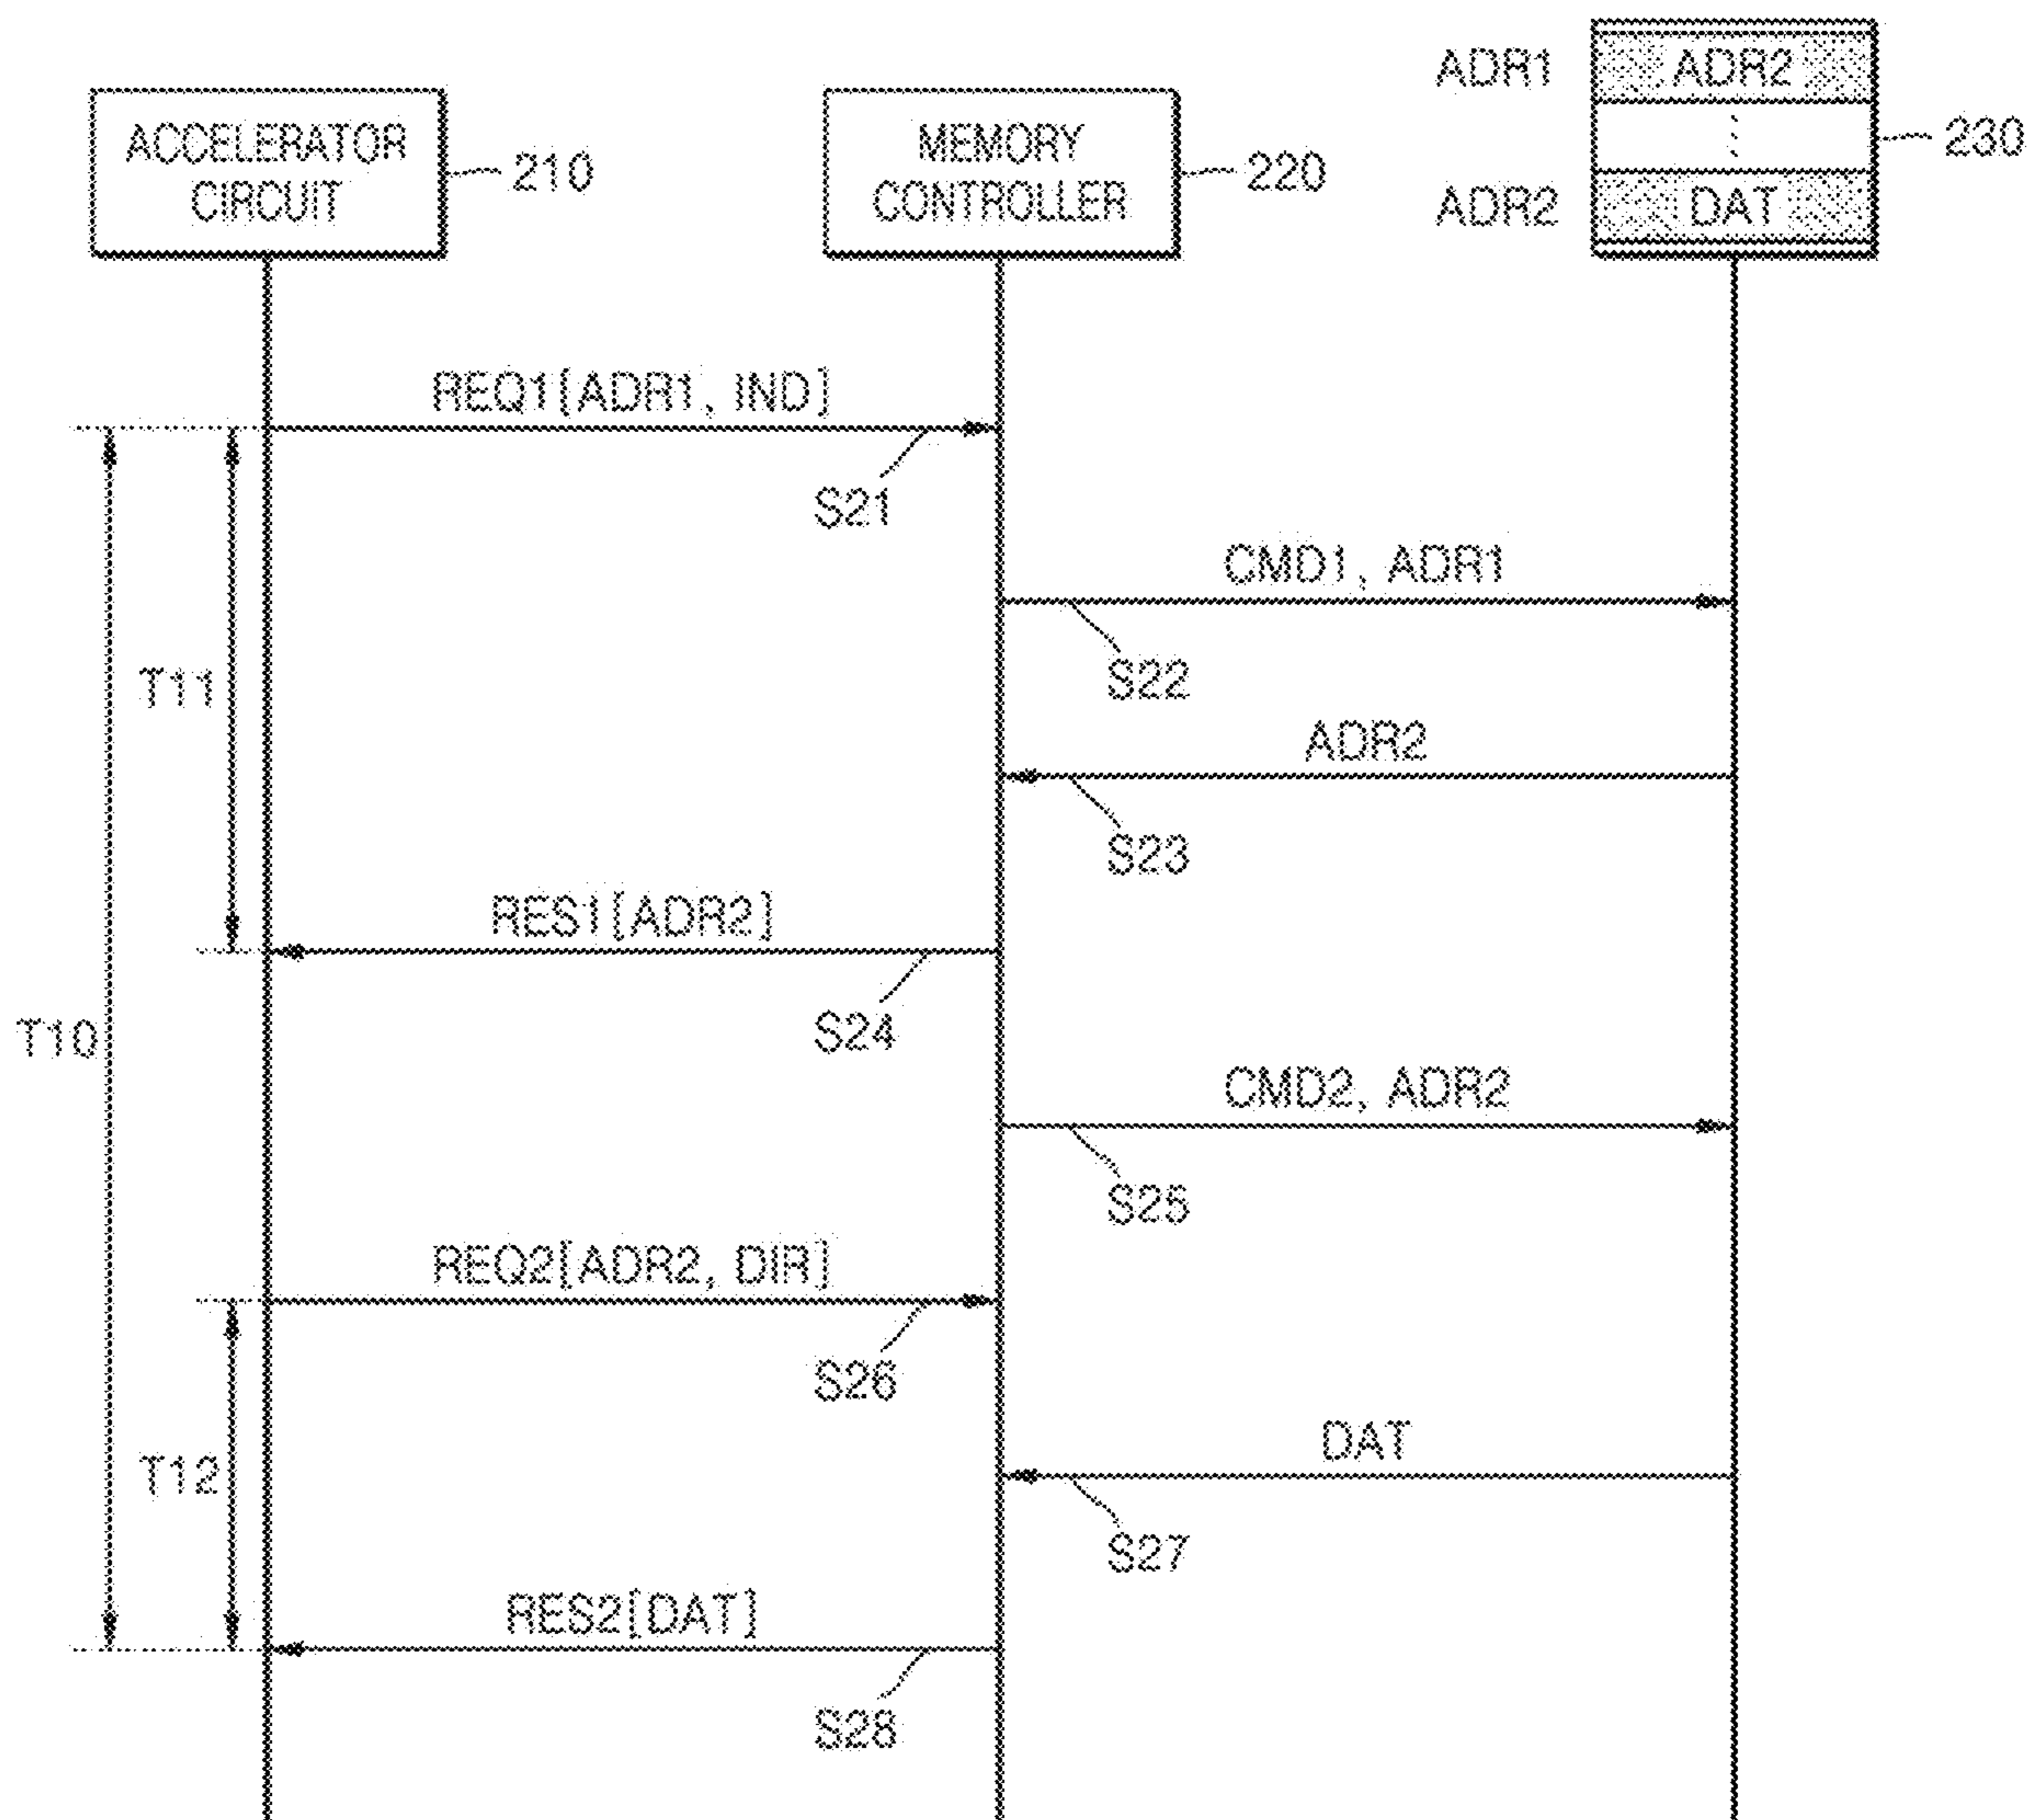 ADR1
ADR2
ACCELERATOR
CIRCUIT
210
MEMORY
CONTROLLER
220
230
ADR2
DAT
REQ1[ADR1, IND]
S21
CMD1, ADR1
S22
T11
ADR2
S23
RES1[ADR2]
S24
T10
CMD2, ADR2
S25
REQ2[ADR2, DIR]
S26
DAT
T12
S27
RES2[DAT]
S28